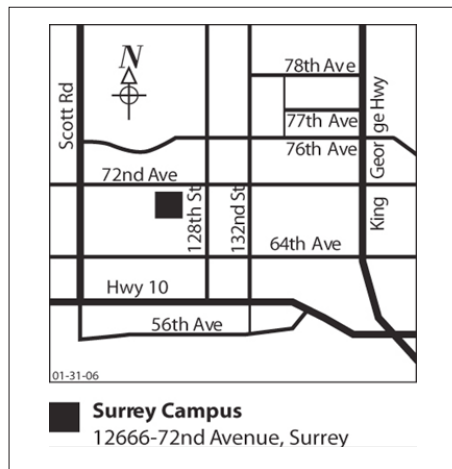 N
78th Ave
Scott Rd
77th Ave
King George Hwy
76th Ave
72nd Ave
128th St
132nd St
64th Ave
Hwy 10
56th Ave
01-31-06
Surrey Campus
12666-72nd Avenue, Surrey